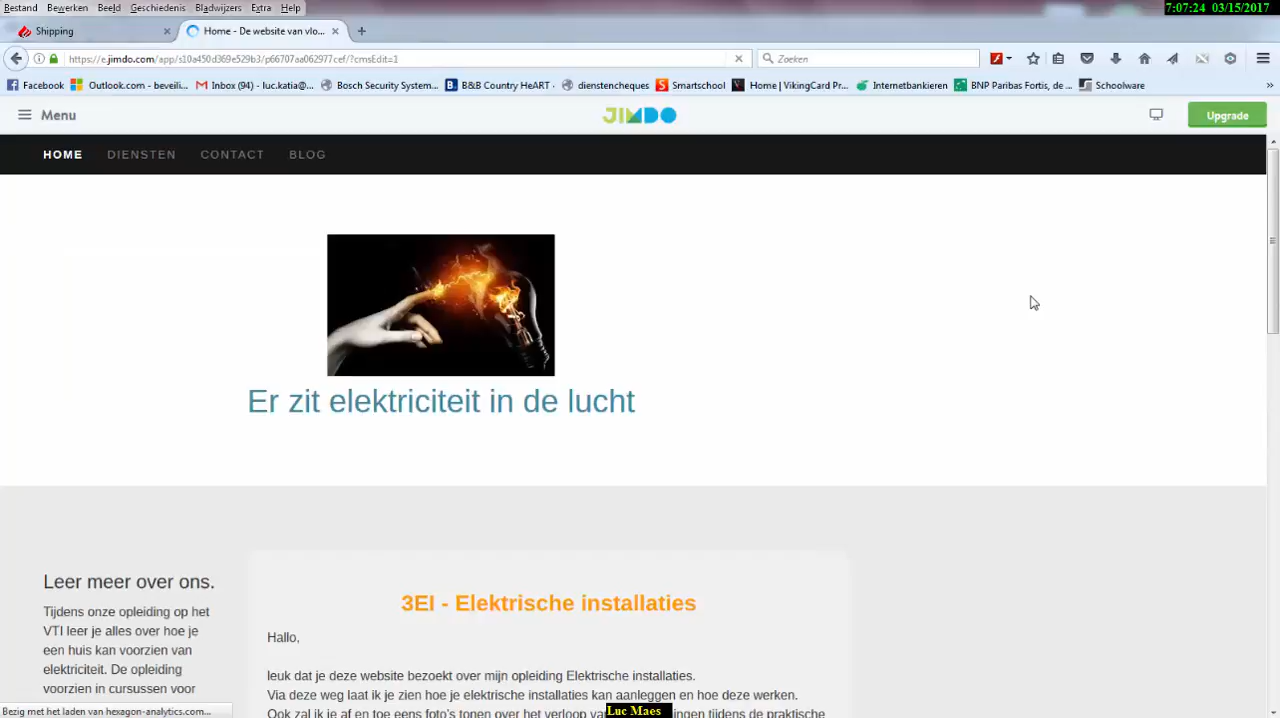 Bestand Bewerken Beeld Geschiedenis Bladwijzers Extra Help
7:07:24 03/15/2017
Shipping
Home - De website van vlo...
https://c.jimdo.com/app/s10a450d369e529b3/p66707aa062977cef/?cmsEdit=1
Zoeken
Facebook Outlook.com - beveili... Inbox (94) - luc.katia@... Bosch Security System... B&B Country HeART - dienstencheques Smartschool Home | VikingCard Pr... Internetbankieren BNP Paribas Fortis, de ... Schoolware
Menu
JIMDO
Upgrade
HOME DIENSTEN CONTACT BLOG
Er zit elektriciteit in de lucht
Leer meer over ons.
Tijdens onze opleiding op het
VTI leer je alles over hoe je
een huis kan voorzien van
elektriciteit. De opleiding
voorzien in cursussen voor
3EI - Elektrische installaties
Hallo,
leuk dat je deze website bezoekt over mijn opleiding Elektrische installaties.
Via deze weg laat ik je zien hoe je elektrische installaties kan aanleggen en hoe deze werken.
Ook zal ik je af en toe eens foto's tonen over het verloop tijdens de praktische
Bezig met het laden van hexagon-analytics.com...
Luc Maes